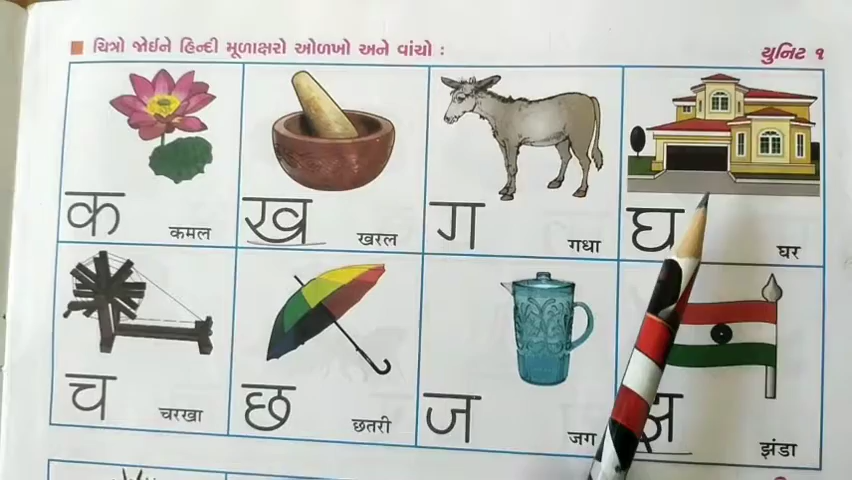 ચિત્રો જોઈને હિન્દી મૂળાક્ષરો ઓળખો અને વાંચો :
યુનિટ ૧
क कमल
ख खरल
ग गधा
घ घर
च चरखा
छ छतरी
ज जग
झ झंडा